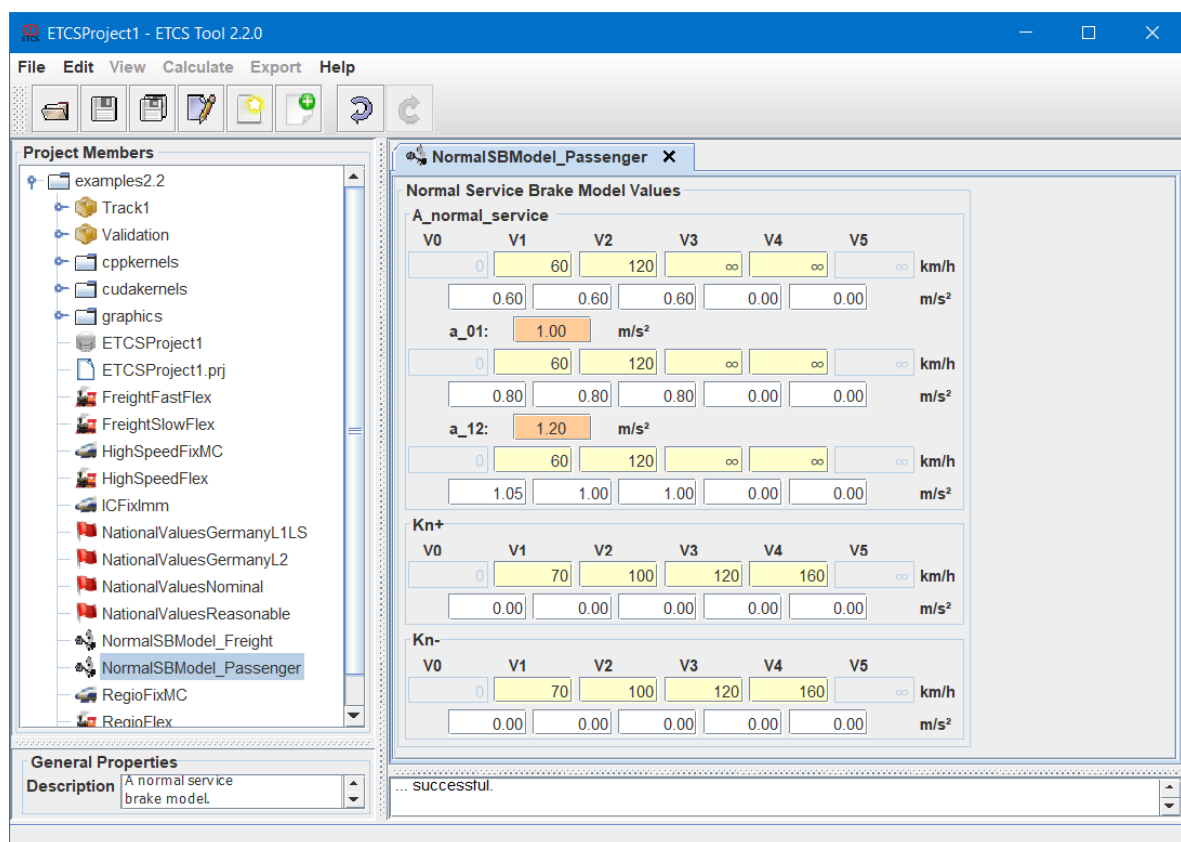 ETCS ETCSProject1 - ETCS Tool 2.2.0
File Edit View Calculate Export Help
Project Members
examples2.2
Track1
Validation
cppkernels
cudakernels
graphics
ETCSProject1
ETCSProject1.prj
FreightFastFlex
FreightSlowFlex
HighSpeedFixMC
HighSpeedFlex
ICFixImm
NationalValuesGermanyL1LS
NationalValuesGermanyL2
NationalValuesNominal
NationalValuesReasonable
NormalSBModel_Freight
NormalSBModel_Passenger
RegioFixMC
RegioFlex
General Properties
Description A normal service
brake model.
NormalSBModel_Passenger X
Normal Service Brake Model Values
A_normal_service
V0 V1 V2 V3 V4 V5
0 60 120 ∞ ∞ ∞ km/h
0.60 0.60 0.60 0.00 0.00 m/s²
a_01: 1.00 m/s²
0 60 120 ∞ ∞ ∞ km/h
0.80 0.80 0.80 0.00 0.00 m/s²
a_12: 1.20 m/s²
0 60 120 ∞ ∞ ∞ km/h
1.05 1.00 1.00 0.00 0.00 m/s²
Kn+
V0 V1 V2 V3 V4 V5
0 70 100 120 160 ∞ km/h
0.00 0.00 0.00 0.00 0.00 m/s²
Kn-
V0 V1 V2 V3 V4 V5
0 70 100 120 160 ∞ km/h
0.00 0.00 0.00 0.00 0.00 m/s²
... successful.